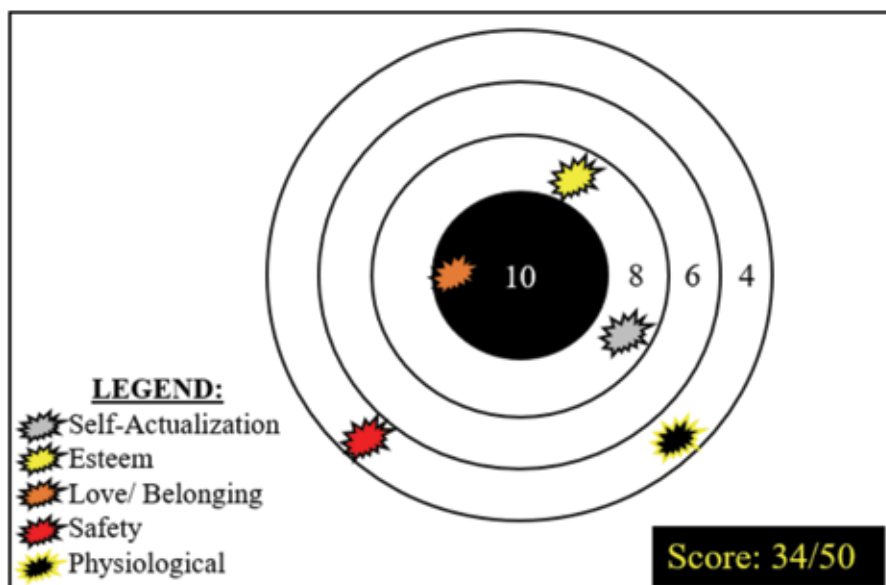 10 8 6 4
LEGEND:
Self-Actualization
Esteem
Love/ Belonging
Safety
Physiological
Score: 34/50